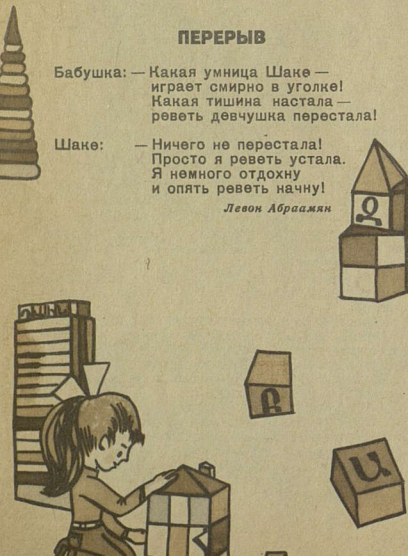 ПЕРЕРЫВ
Бабушка: — Какая умница Шаке —
играет смирно в уголке!
Какая тишина настала —
реветь девчушка перестала!
Шаке: — Ничего не перестала!
Просто я реветь устала.
Я немного отдохну
и опять реветь начну!
Левон Абраамян
Ձ
Ճ
Ա